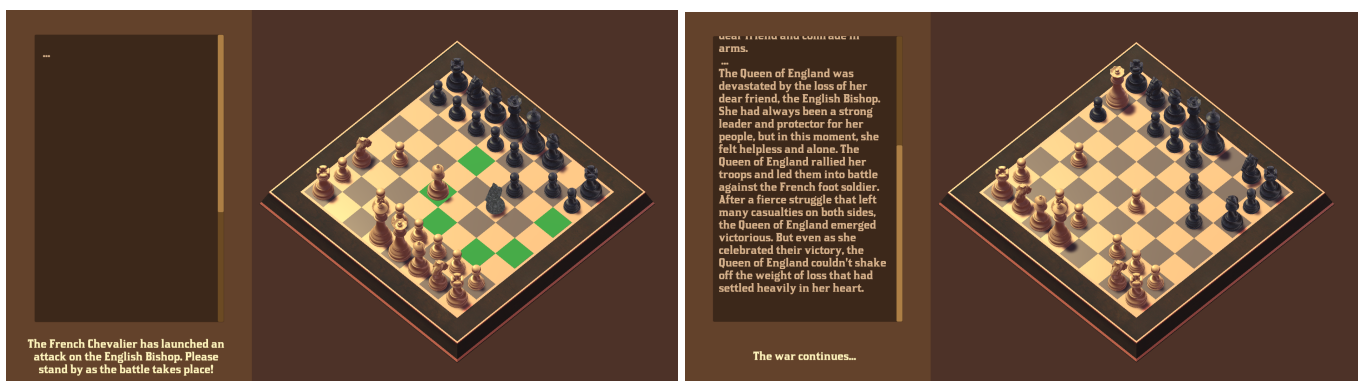 ...
The French Chevalier has launched an
attack on the English Bishop. Please
stand by as the battle takes place!
dear friend and comrade in
arms.
...
The Queen of England was
devastated by the loss of her
dear friend, the English Bishop.
She had always been a strong
leader and protector for her
people, but in this moment, she
felt helpless and alone. The
Queen of England rallied her
troops and led them into battle
against the French foot soldier.
After a fierce struggle that left
many casualties on both sides,
the Queen of England emerged
victorious. But even as she
celebrated their victory, the
Queen of England couldn't shake
off the weight of loss that had
settled heavily in her heart.
The war continues...